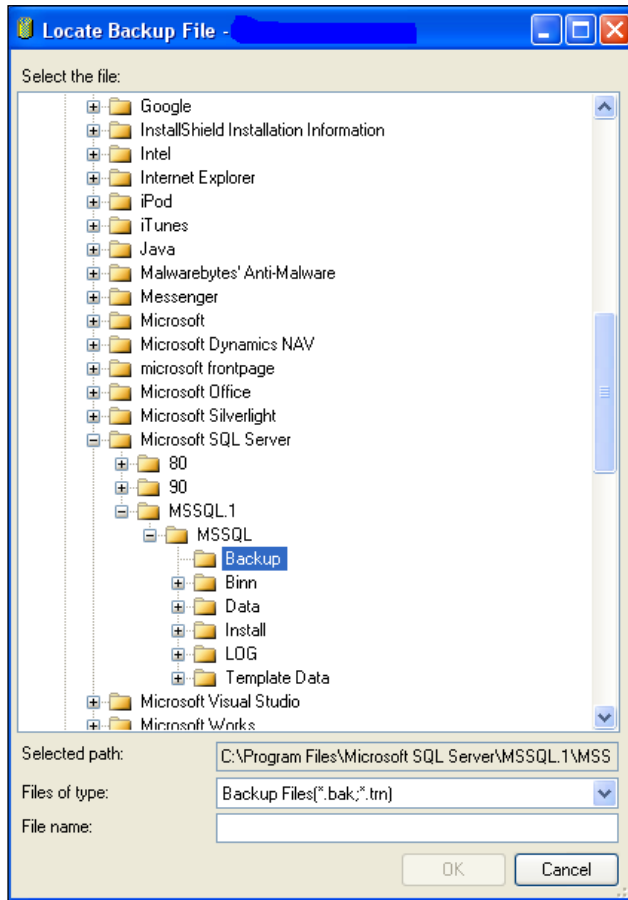 Locate Backup File -
Select the file:
Google
InstallShield Installation Information
Intel
Internet Explorer
iPod
iTunes
Java
Malwarebytes' Anti-Malware
Messenger
Microsoft
Microsoft Dynamics NAV
microsoft frontpage
Microsoft Office
Microsoft Silverlight
Microsoft SQL Server
80
90
MSSQL.1
MSSQL
Backup
Binn
Data
Install
LOG
Template Data
Microsoft Visual Studio
Microsoft Works
Selected path: C:\Program Files\Microsoft SQL Server\MSSQL.1\MSS
Files of type: Backup Files(*.bak;*.trn)
File name:
OK Cancel